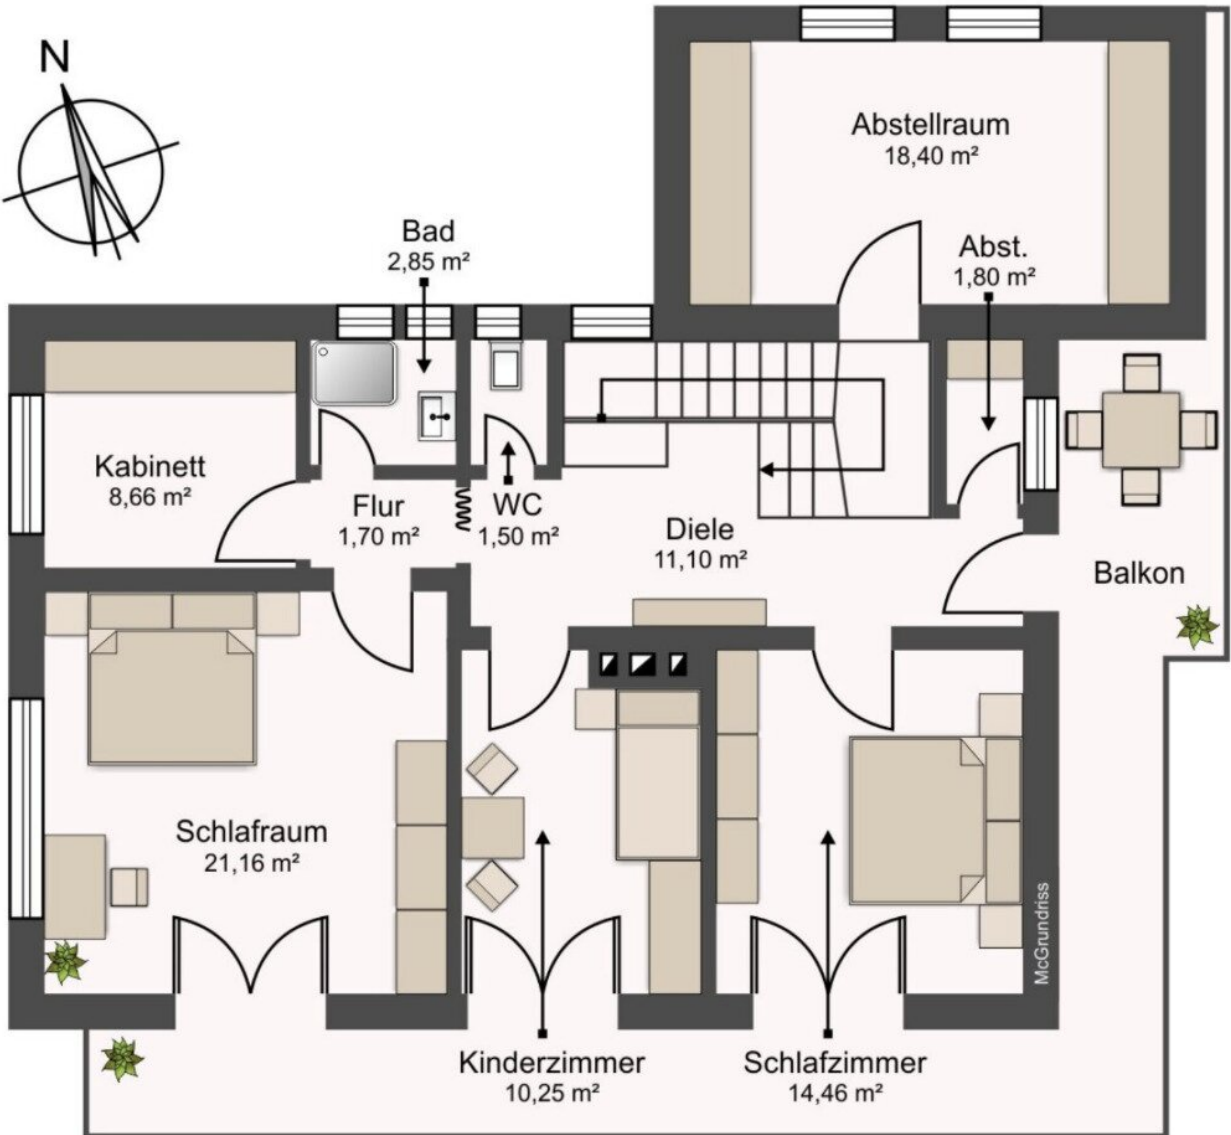 N
Abstellraum
18,40 m²
Bad
2,85 m²
Abst.
1,80 m²
Kabinett
8,66 m²
Flur
1,70 m²
WC
1,50 m²
Diele
11,10 m²
Balkon
Schlafraum
21,16 m²
McGrundriss
Kinderzimmer
10,25 m²
Schlafzimmer
14,46 m²